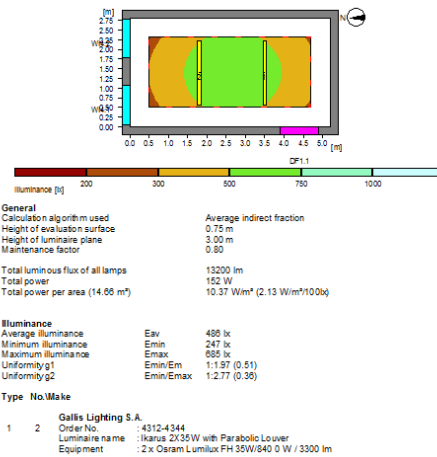 [m]
2.75
2.50
2.25
2.00
1.75
1.50
1.25
1.00
0.75
0.50
0.25
0.00
N
0.0 0.5 1.0 1.5 2.0 2.5 3.0 3.5 4.0 4.5 5.0 [m]
DF1.1
Illuminance [lx]
200 300 500 750 1000
General
Calculation algorithm used Average indirect fraction
Height of evaluation surface 0.75 m
Height of luminaire plane 3.00 m
Maintenance factor 0.80
Total luminous flux of all lamps 13200 lm
Total power 152 W
Total power per area (14.66 m²) 10.37 W/m² (2.13 W/m²/100lx)
Illuminance
Average illuminance Eav 486 lx
Minimum illuminance Emin 247 lx
Maximum illuminance Emax 685 lx
Uniformity g1 Emin/Em 1:1.97 (0.51)
Uniformity g2 Emin/Emax 1:2.77 (0.36)
Type No.\Make
Gallis Lighting S.A.
1 2 Order No. : 4312-4344
Luminaire name : Ikarus 2X35W with Parabolic Louver
Equipment : 2 x Osram Lumilux FH 35W/840 0 W / 3300 lm